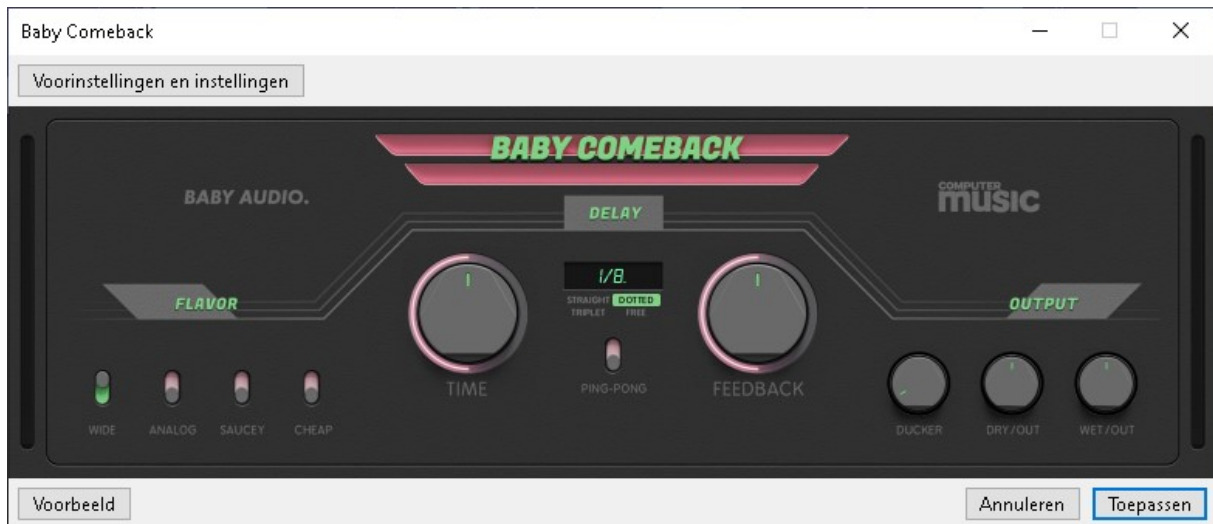 Baby Comeback
Voorinstellingen en instellingen
BABY COMEBACK
BABY AUDIO.
COMPUTER
music
DELAY
1/8.
STRAIGHT DOTTED
TRIPLET FREE
FLAVOR
OUTPUT
TIME
PING-PONG
FEEDBACK
WIDE ANALOG SAUCEY CHEAP
DUCKER DRY/OUT WET/OUT
Voorbeeld
Annuleren Toepassen